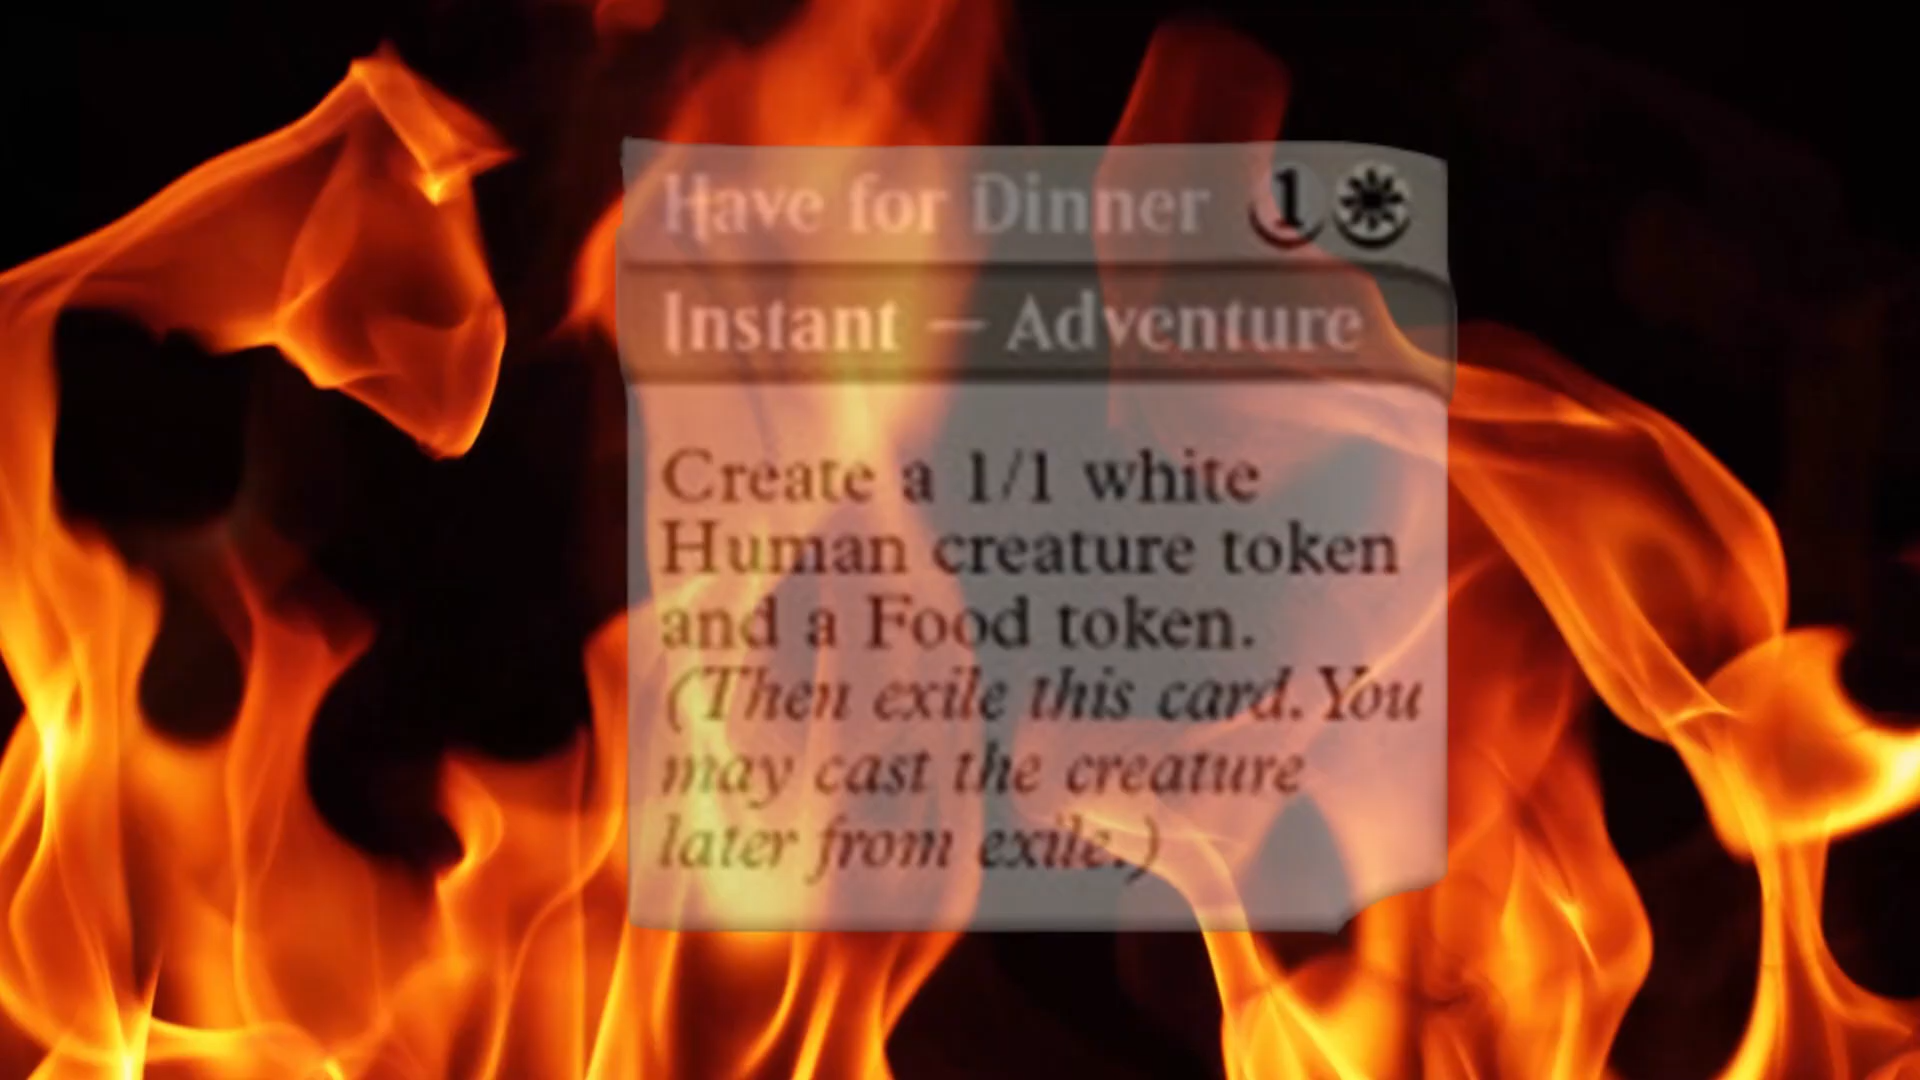 Have for Dinner 1
Instant — Adventure
Create a 1/1 white
Human creature token
and a Food token.
(Then exile this card. You
may cast the creature
later from exile.)